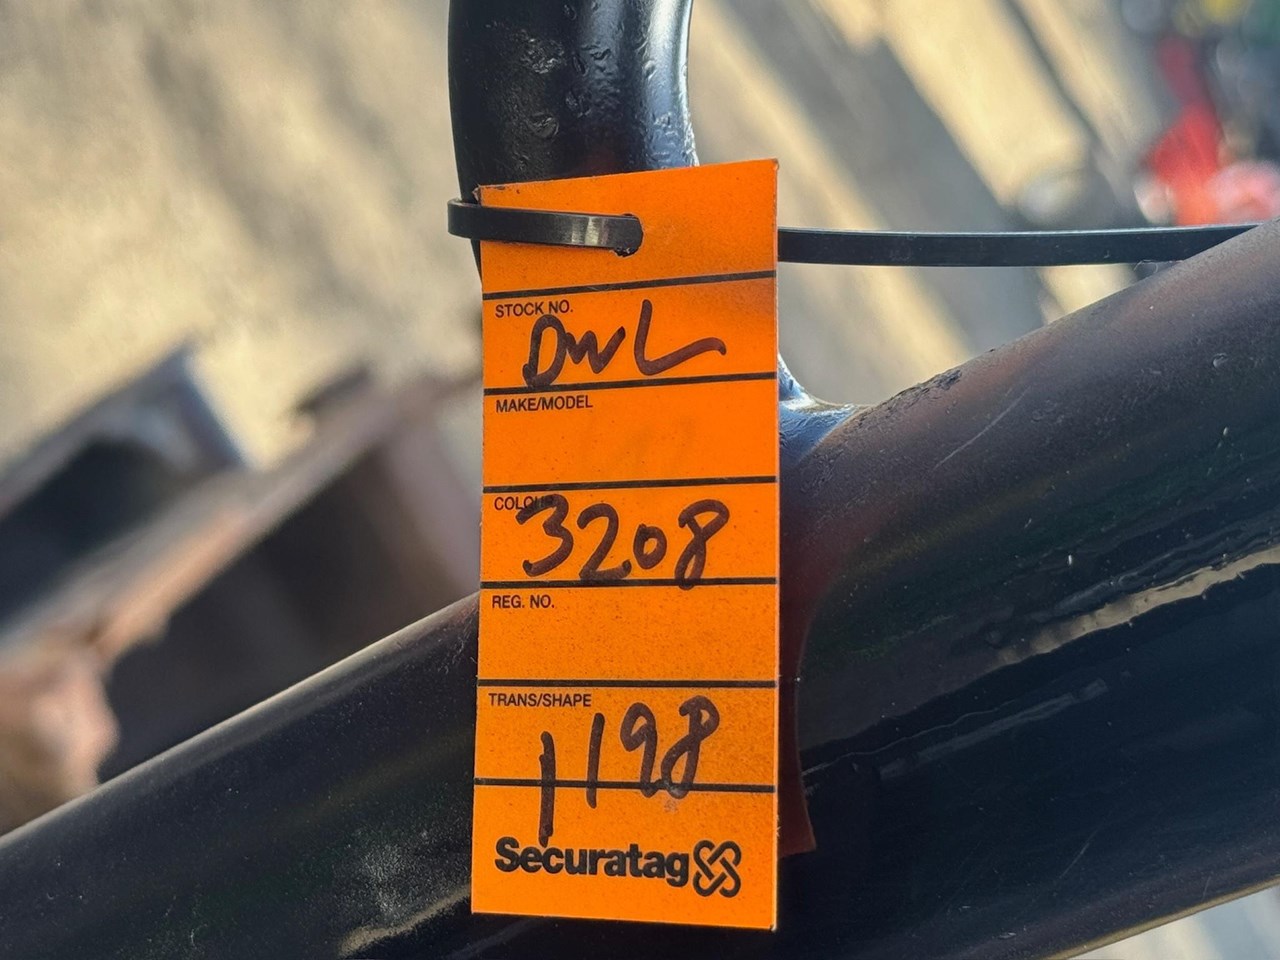 STOCK NO.
DWL
MAKE/MODEL
COLOUR
3208
REG. NO.
TRANS/SHAPE
1198
Securatag